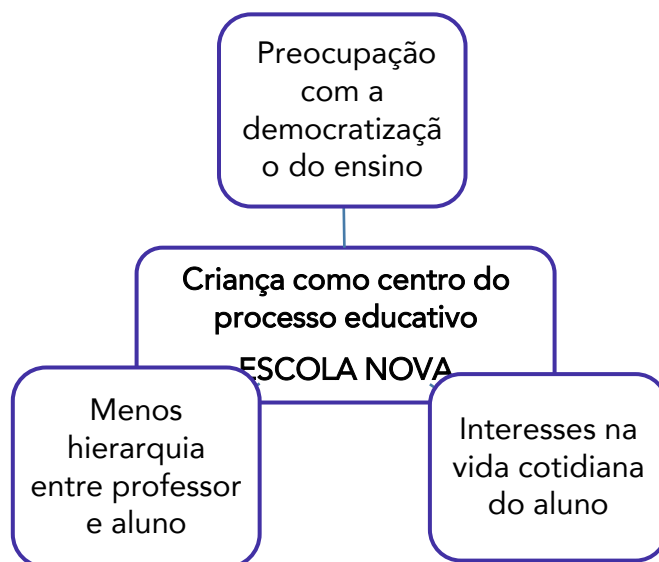 Preocupação
com a
democratizaçã
o do ensino
Criança como centro do
processo educativo
ESCOLA NOVA
Menos
hierarquia
entre professor
e aluno
Interesses na
vida cotidiana
do aluno